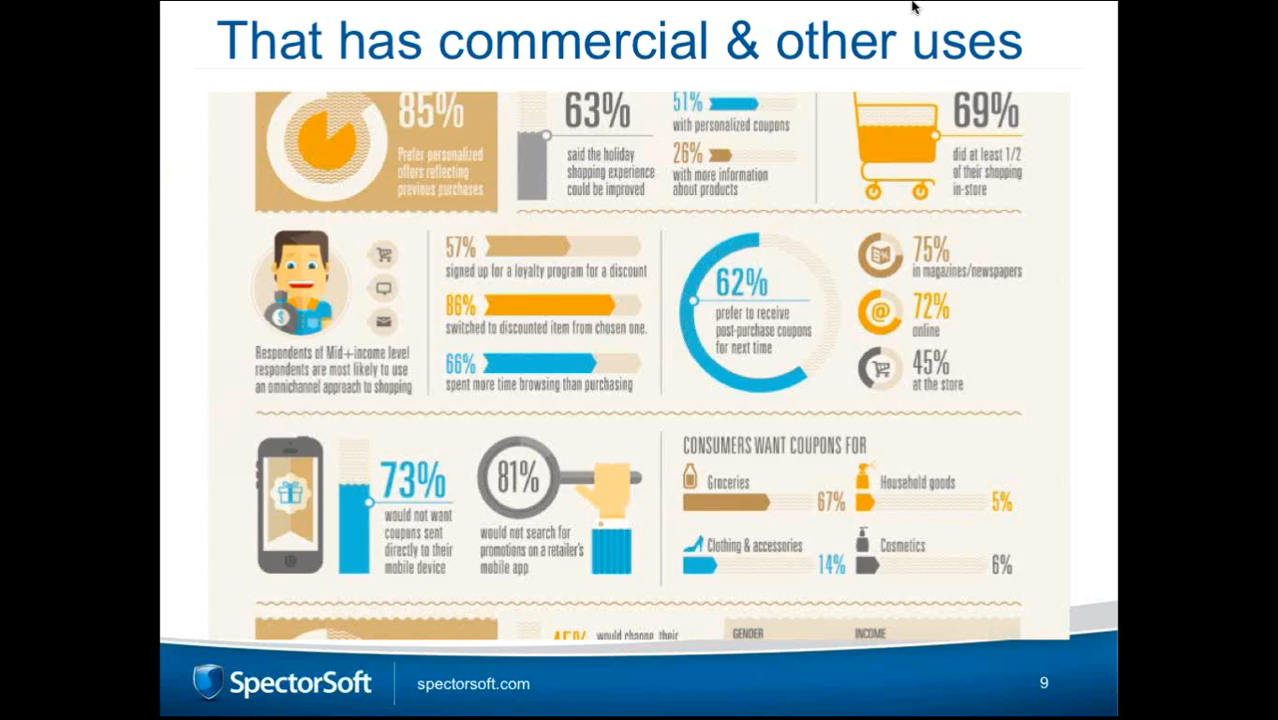 That has commercial & other uses
85%
Prefer personalized
offers reflecting
previous purchases
63%
said the holiday
shopping experience
could be improved
51%
with personalized coupons
26%
with more information
about products
69%
did at least 1/2
of their shopping
in-store
$
Respondents of Mid+income level
respondents are most likely to use
an omnichannel approach to shopping
57%
signed up for a loyalty program for a discount
86%
switched to discounted item from chosen one.
66%
spent more time browsing than purchasing
62%
prefer to receive
post-purchase coupons
for next time
75%
in magazines/newspapers
@
72%
online
45%
at the store
73%
would not want
coupons sent
directly to their
mobile device
81%
would not search for
promotions on a retailer's
mobile app
CONSUMERS WANT COUPONS FOR
Groceries
67%
Household goods
5%
Clothing & accessories
14%
Cosmetics
6%
45%
would change their
GENDER
INCOME
SpectorSoft
spectorsoft.com
9